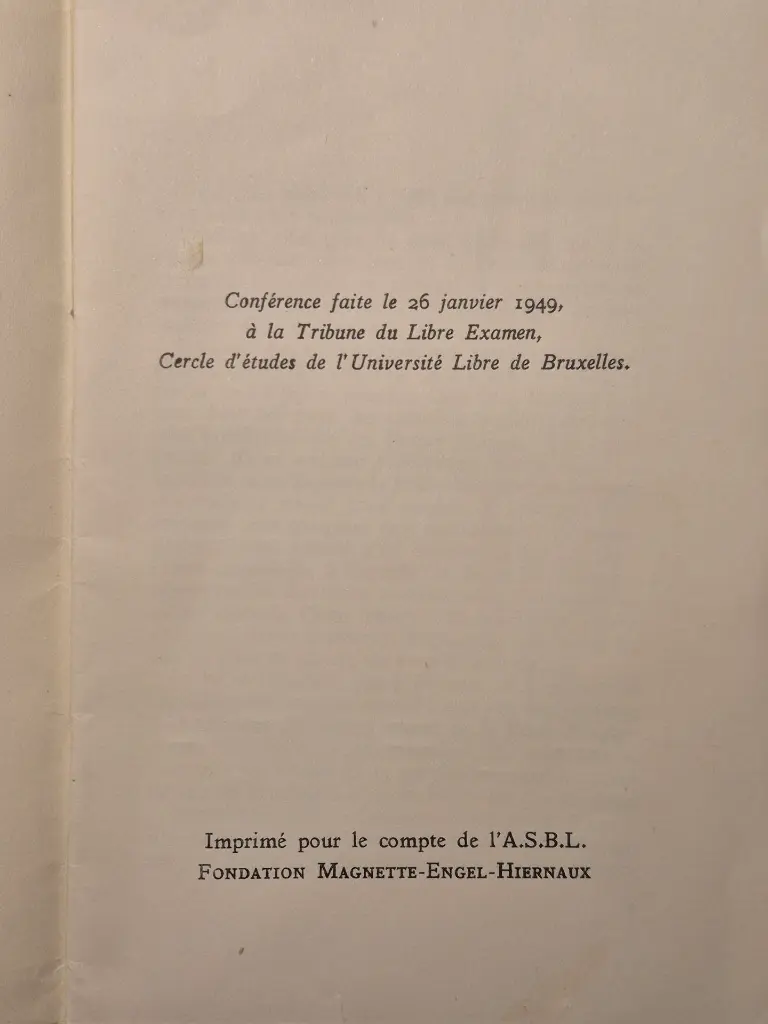 Conférence faite le 26 janvier 1949,
à la Tribune du Libre Examen,
Cercle d'études de l'Université Libre de Bruxelles.
Imprimé pour le compte de l'A.S.B.L.
FONDATION MAGNETTE-ENGEL-HIERNAUX